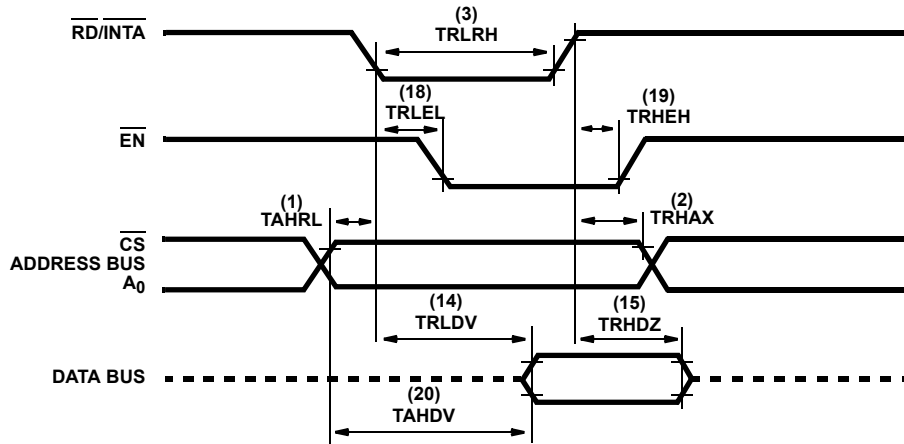 (3)
TRLRH
RD/INTA
(18)
TRLEL
(19)
TRHEH
EN
(1)
TAHRL
(2)
TRHAX
CS
ADDRESS BUS
A0
(14)
TRLDV
(15)
TRHDZ
DATA BUS
(20)
TAHDV